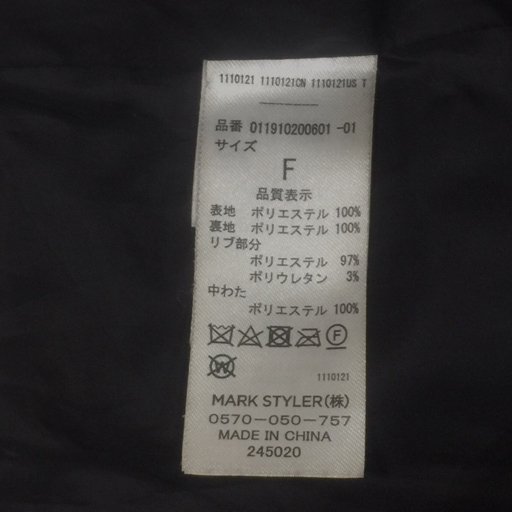 1110121 1110121CN 1110121US T
品番 011910200601 -01
サイズ
F
品質表示
表地 ポリエステル 100%
裏地 ポリエステル 100%
リブ部分
ポリエステル 97%
ポリウレタン 3%
中わた
ポリエステル 100%
F
W
1110121
MARK STYLER(株)
0570-050-757
MADE IN CHINA
245020